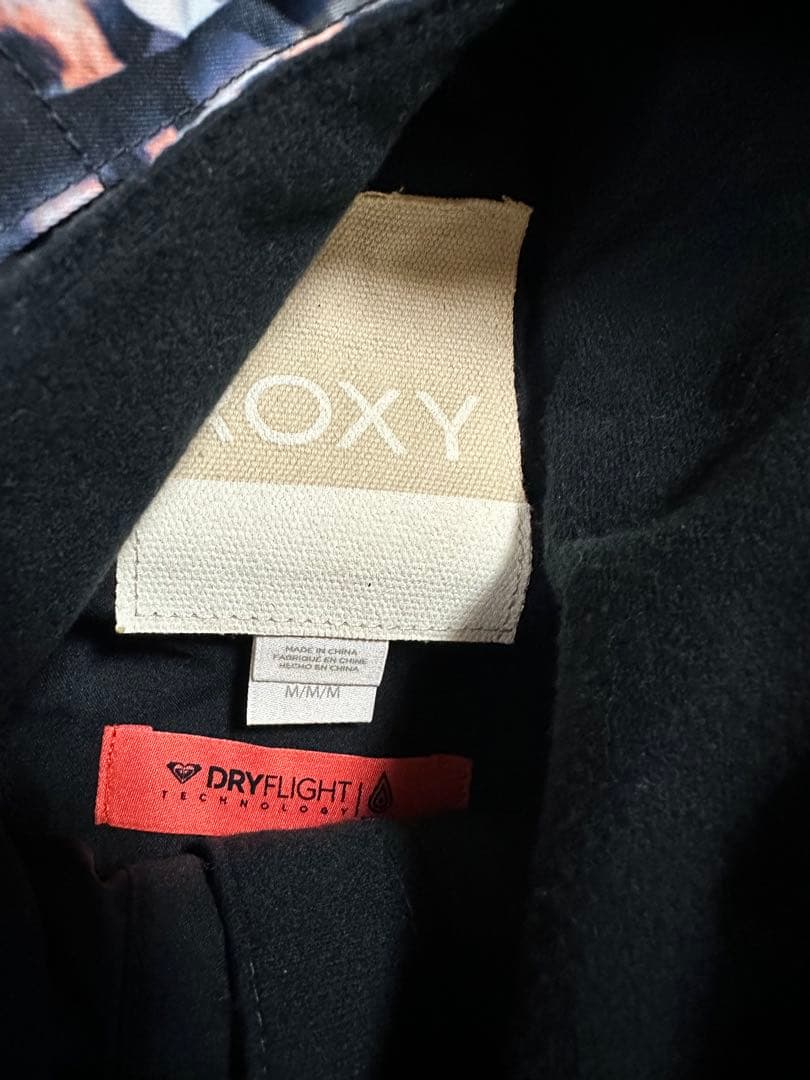 ROXY
MADE IN CHINA
FABRIQUÉ EN CHINE
HECHO EN CHINA
M/M/M
DRYFLIGHT
TECHNOLOGY